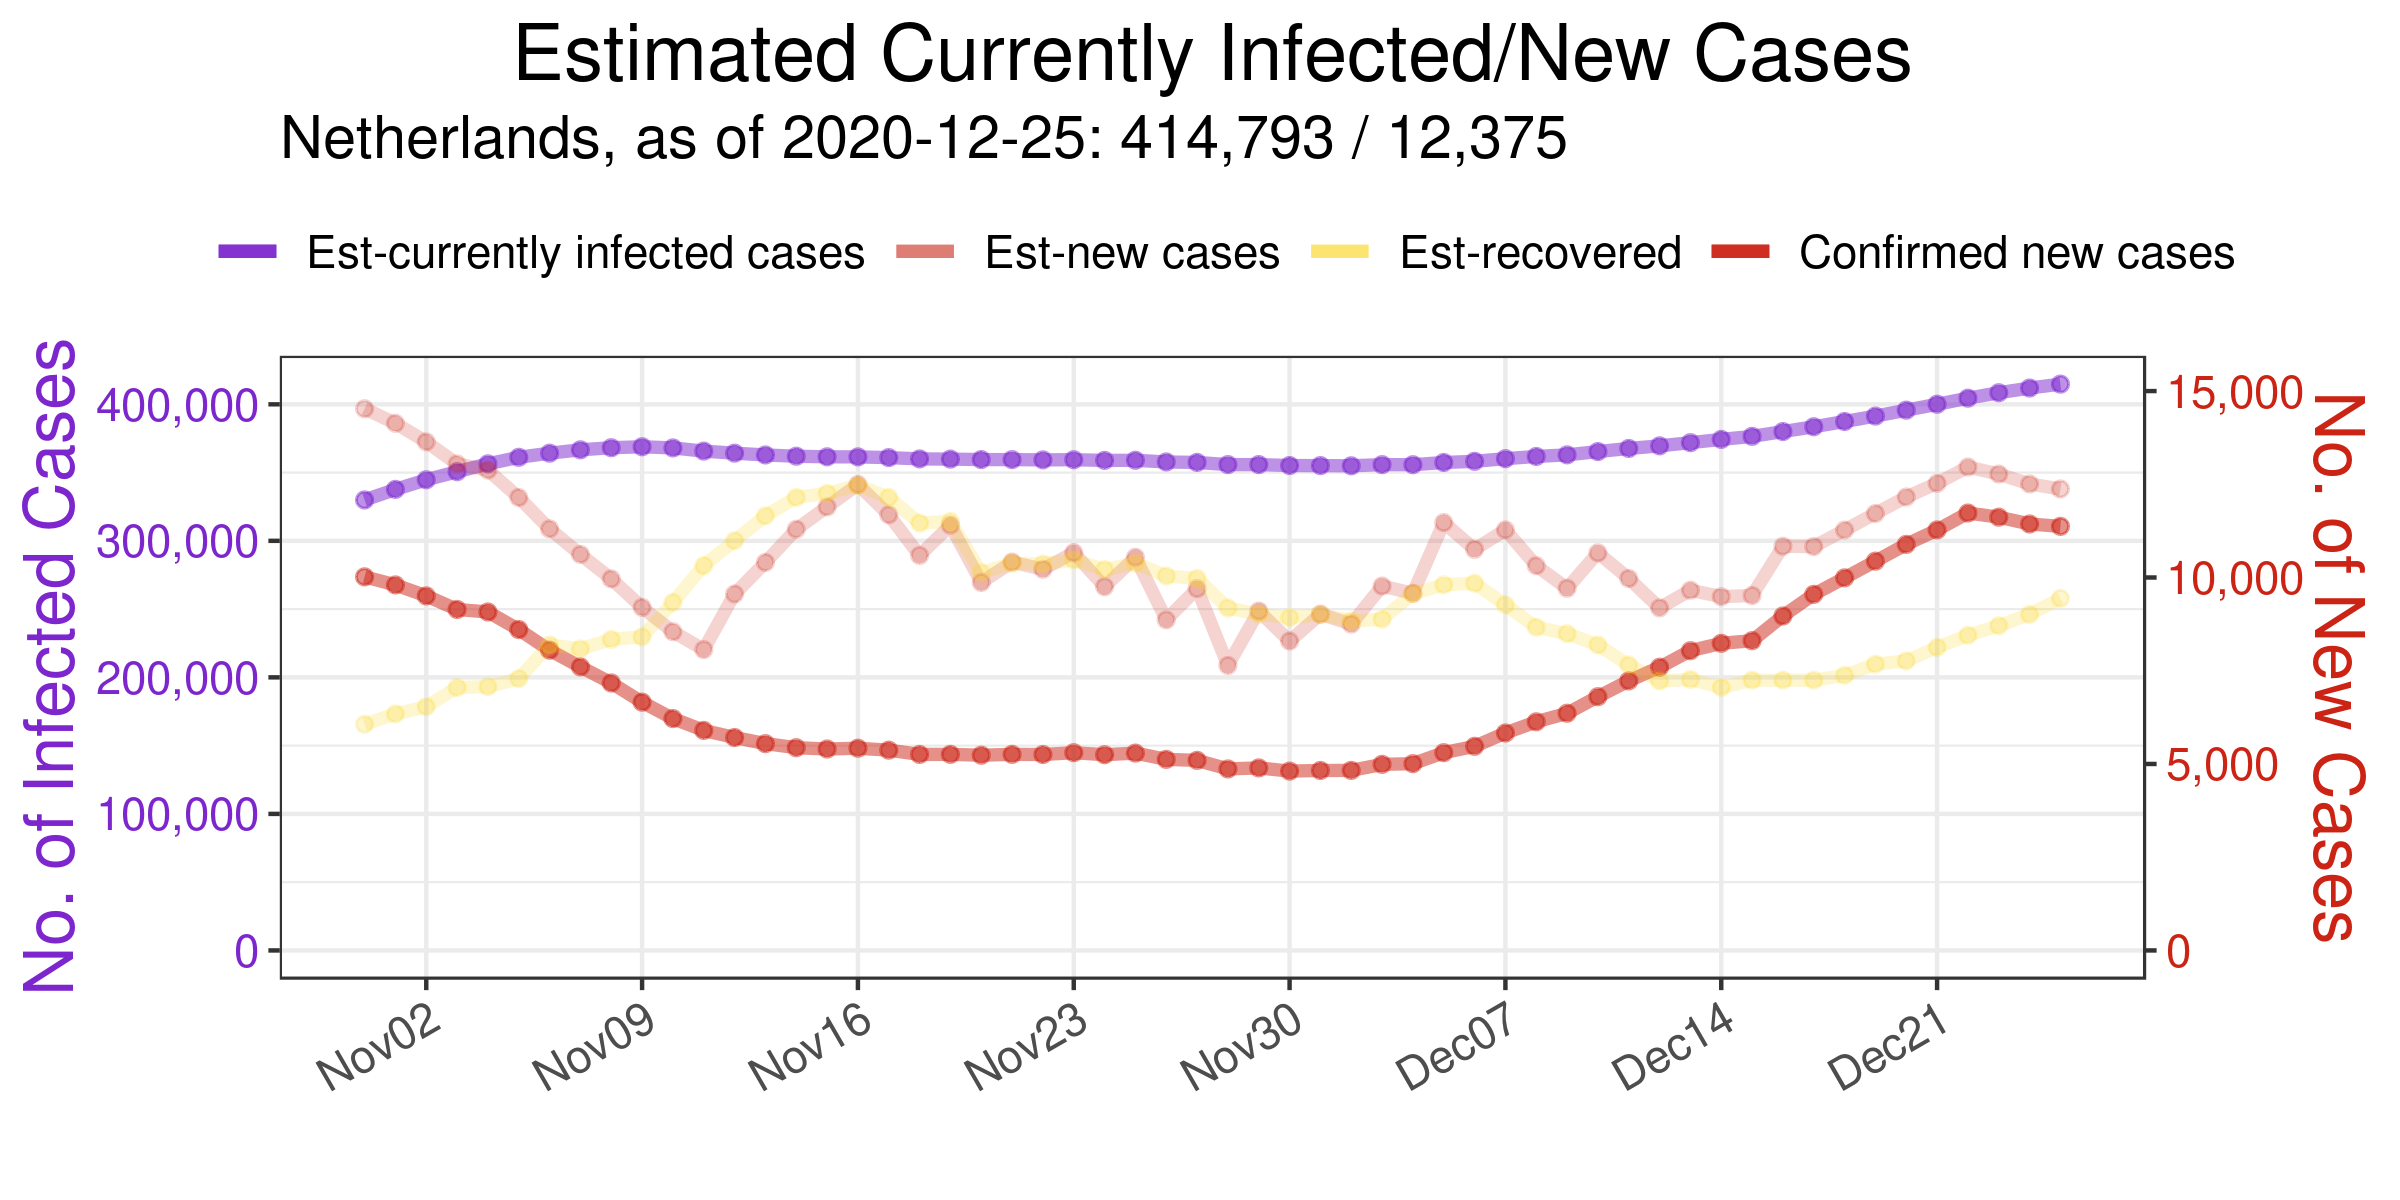 Estimated Currently Infected/New Cases
Netherlands, as of 2020-12-25: 414,793 / 12,375
Est-currently infected cases Est-new cases Est-recovered Confirmed new cases
No. of Infected Cases
400,000
300,000
200,000
100,000
0
15,000
10,000
5,000
0
No. of New Cases
Nov02 Nov09 Nov16 Nov23 Nov30 Dec07 Dec14 Dec21